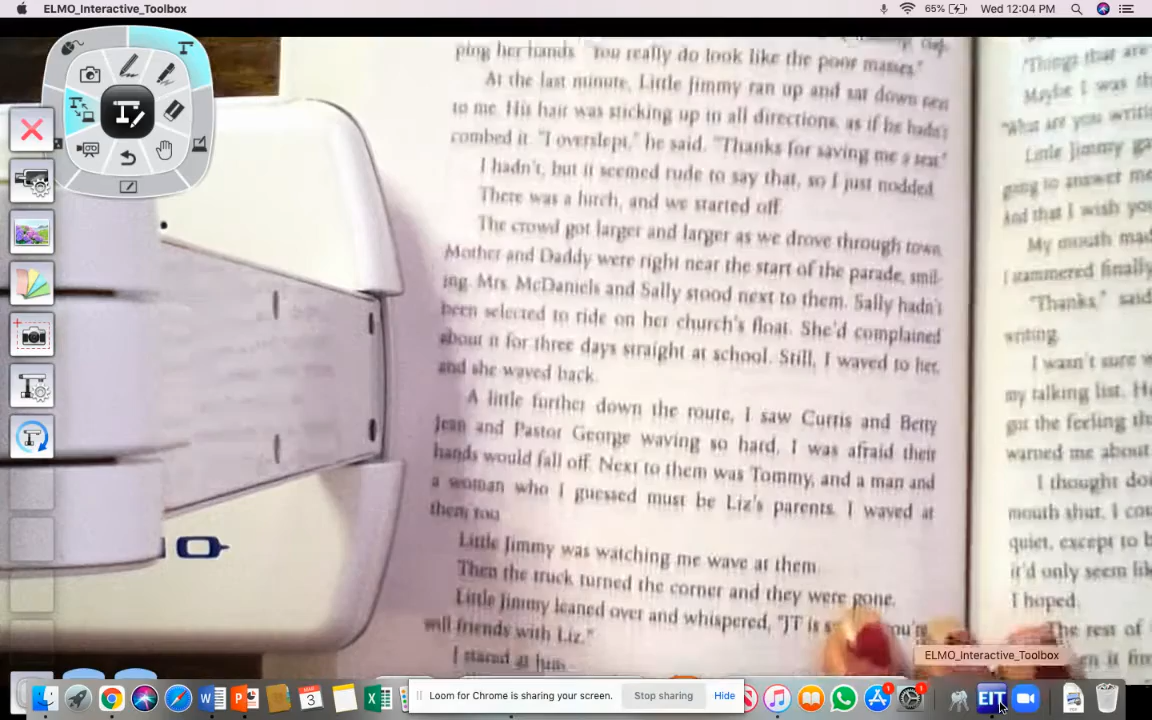 ELMO_Interactive_Toolbox
65%
Wed 12:04 PM
ping her hands. "You really do look like the poor masses."
At the last minute, Little Jimmy ran up and sat down next
to me. His hair was sticking up in all directions, as if he hadn't
combed it. "I overslept," he said. "Thanks for saving me a seat."
I hadn't, but it seemed rude to say that, so I just nodded.
There was a lurch, and we started off.
The crowd got larger and larger as we drove through town.
Mother and Daddy were right near the start of the parade, smil-
ing. Mrs. McDaniels and Sally stood next to them. Sally hadn't
been selected to ride on her church's float. She'd complained
about it for three days straight at school. Still, I waved to her,
and she waved back.
A little further down the route, I saw Curtis and Betty
Jean and Pastor George waving so hard, I was afraid their
hands would fall off. Next to them was Tommy, and a man and
a woman who I guessed must be Liz's parents. I waved at
them too.
Little Jimmy was watching me wave at them.
Then the truck turned the corner and they were gone.
Little Jimmy leaned over and whispered, "JT is you're
still friends with Liz."
I stared at him.
"Things that are
Maybe I was th
"What are you writi
Little Jimmy ga
going to answer me
And that I wish you
My mouth mad
I stammered finally
"Thanks," said
writing.
I wasn't sure w
my talking list. He
got the feeling th
warned me about
I thought doi
mouth shut, I cou
quiet, except to b
it'd only seem lik
I hoped.
The rest of
ELMO_Interactive_Toolbox
Loom for Chrome is sharing your screen.
Stop sharing
Hide
MAR
3
EIT
1
1